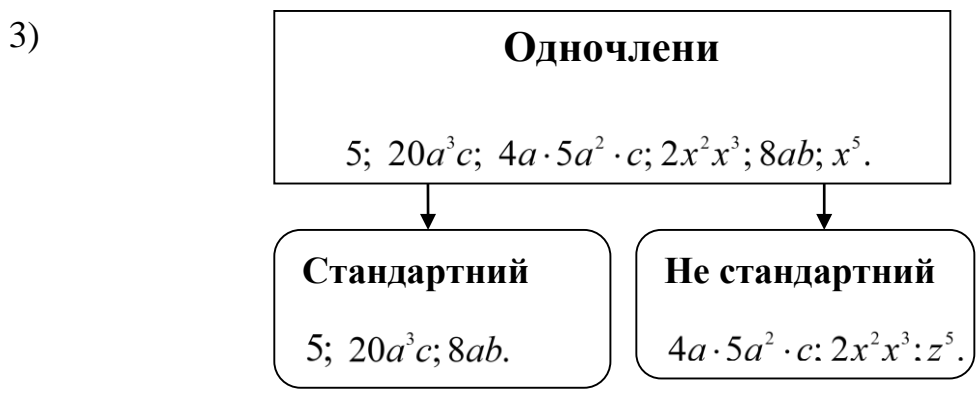 3)
Одночлени
5; 20a³c; 4a·5a²·c; 2x²x³; 8ab; x⁵.
Стандартний
5; 20a³c; 8ab.
Не стандартний
4a·5a²·c: 2x²x³: z⁵.